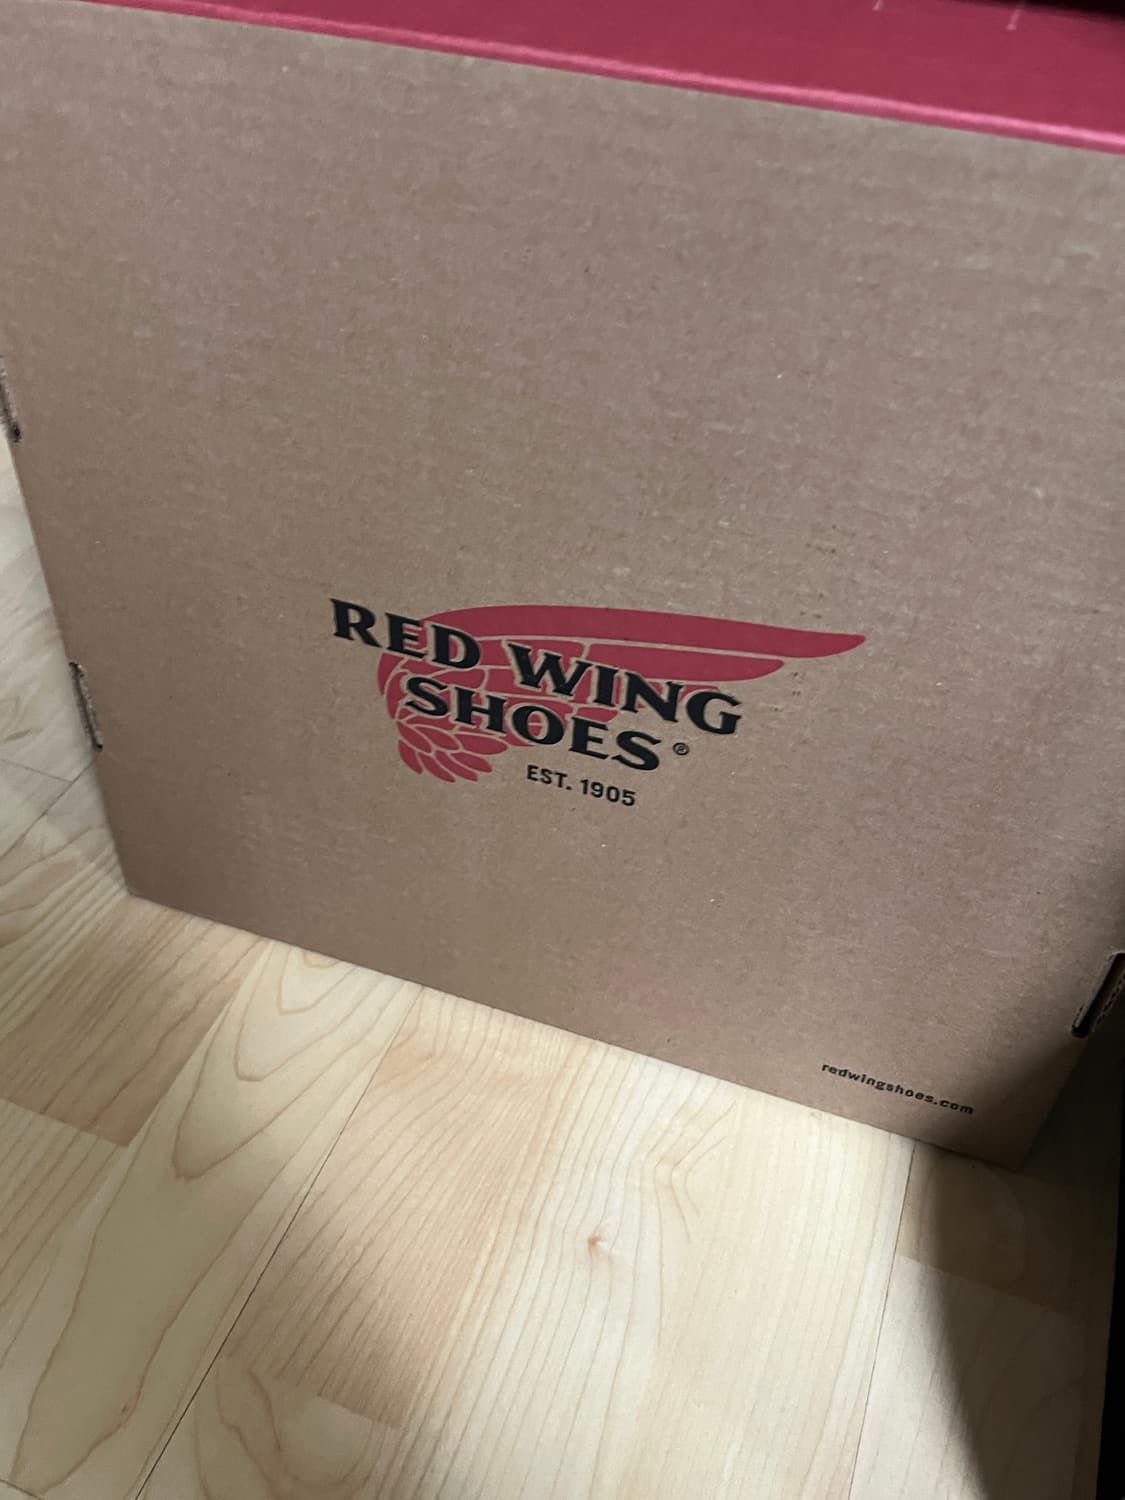 RED WING
SHOES®
EST. 1905
redwingshoes.com